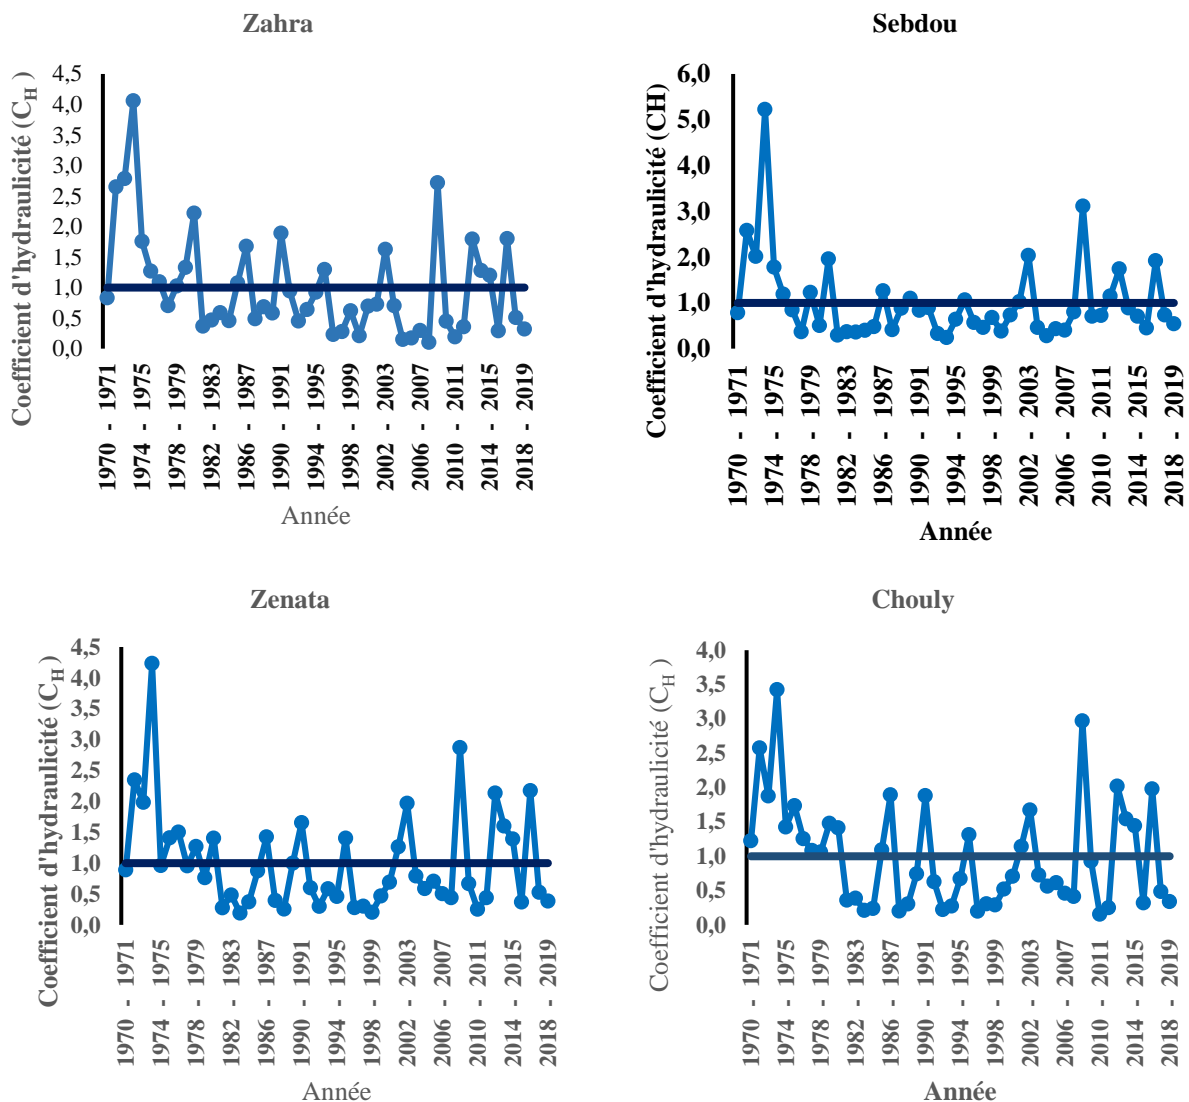 Zahra
Coefficient d'hydraulicité (C_H)
4,5
4,0
3,5
3,0
2,5
2,0
1,5
1,0
0,5
0,0
1970 - 1971
1974 - 1975
1978 - 1979
1982 - 1983
1986 - 1987
1990 - 1991
1994 - 1995
1998 - 1999
2002 - 2003
2006 - 2007
2010 - 2011
2014 - 2015
2018 - 2019
Année
Sebdou
Coefficient d'hydraulicité (CH)
6,0
5,0
4,0
3,0
2,0
1,0
0,0
1970 - 1971
1974 - 1975
1978 - 1979
1982 - 1983
1986 - 1987
1990 - 1991
1994 - 1995
1998 - 1999
2002 - 2003
2006 - 2007
2010 - 2011
2014 - 2015
2018 - 2019
Année
Zenata
Coefficient d'hydraulicité (C_H )
4,5
4,0
3,5
3,0
2,5
2,0
1,5
1,0
0,5
0,0
1970 - 1971
1974 - 1975
1978 - 1979
1982 - 1983
1986 - 1987
1990 - 1991
1994 - 1995
1998 - 1999
2002 - 2003
2006 - 2007
2010 - 2011
2014 - 2015
2018 - 2019
Année
Chouly
Coefficient d'hydraulicité (C_H )
4,0
3,5
3,0
2,5
2,0
1,5
1,0
0,5
0,0
1970 - 1971
1974 - 1975
1978 - 1979
1982 - 1983
1986 - 1987
1990 - 1991
1994 - 1995
1998 - 1999
2002 - 2003
2006 - 2007
2010 - 2011
2014 - 2015
2018 - 2019
Année